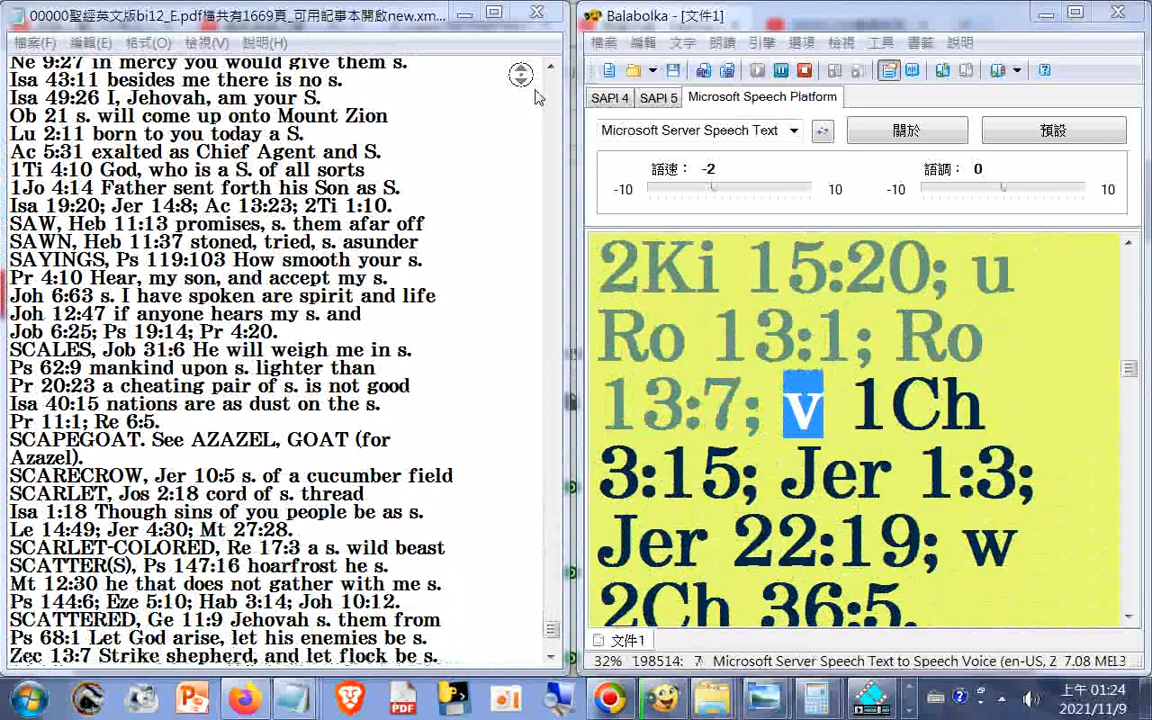 00000聖經英文版bi12_E.pdf檔共有1669頁_可用記事本開啟new.xm...
檔案(F) 編輯(E) 格式(O) 檢視(V) 說明(H)
Ne 9:27 in mercy you would give them s.
Isa 43:11 besides me there is no s.
Isa 49:26 I, Jehovah, am your S.
Ob 21 s. will come up onto Mount Zion
Lu 2:11 born to you today a S.
Ac 5:31 exalted as Chief Agent and S.
1Ti 4:10 God, who is a S. of all sorts
1Jo 4:14 Father sent forth his Son as S.
Isa 19:20; Jer 14:8; Ac 13:23; 2Ti 1:10.
SAW, Heb 11:13 promises, s. them afar off
SAWN, Heb 11:37 stoned, tried, s. asunder
SAYINGS, Ps 119:103 How smooth your s.
Pr 4:10 Hear, my son, and accept my s.
Joh 6:63 s. I have spoken are spirit and life
Joh 12:47 if anyone hears my s. and
Job 6:25; Ps 19:14; Pr 4:20.
SCALES, Job 31:6 He will weigh me in s.
Ps 62:9 mankind upon s. lighter than
Pr 20:23 a cheating pair of s. is not good
Isa 40:15 nations are as dust on the s.
Pr 11:1; Re 6:5.
SCAPEGOAT. See AZAZEL, GOAT (for
Azazel).
SCARECROW, Jer 10:5 s. of a cucumber field
SCARLET, Jos 2:18 cord of s. thread
Isa 1:18 Though sins of you people be as s.
Le 14:49; Jer 4:30; Mt 27:28.
SCARLET-COLORED, Re 17:3 a s. wild beast
SCATTER(S), Ps 147:16 hoarfrost he s.
Mt 12:30 he that does not gather with me s.
Ps 144:6; Eze 5:10; Hab 3:14; Joh 10:12.
SCATTERED, Ge 11:9 Jehovah s. them from
Ps 68:1 Let God arise, let his enemies be s.
Zec 13:7 Strike shepherd, and let flock be s.
Balabolka - [文件1]
檔案 編輯 文字 朗讀 引擎 選項 檢視 工具 書籤 說明
SAPI 4 SAPI 5 Microsoft Speech Platform
Microsoft Server Speech Text 關於 預設
語速: -2 語調: 0
-10 10 -10 10
2Ki 15:20; u
Ro 13:1; Ro
13:7; v 1Ch
3:15; Jer 1:3;
Jer 22:19; w
2Ch 36:5.
文件1
32% 198514: 7 Microsoft Server Speech Text to Speech Voice (en-US, Z 7.08 ME
PDF
上午 01:24
2021/11/9